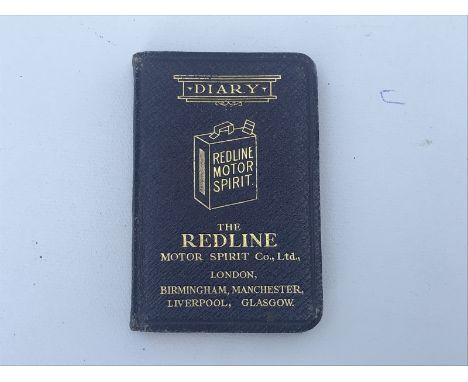 DIARY
REDLINE
MOTOR
SPIRIT.
THE
REDLINE
MOTOR SPIRIT Co., Ltd.,
LONDON,
BIRMINGHAM, MANCHESTER,
LIVERPOOL, GLASGOW.